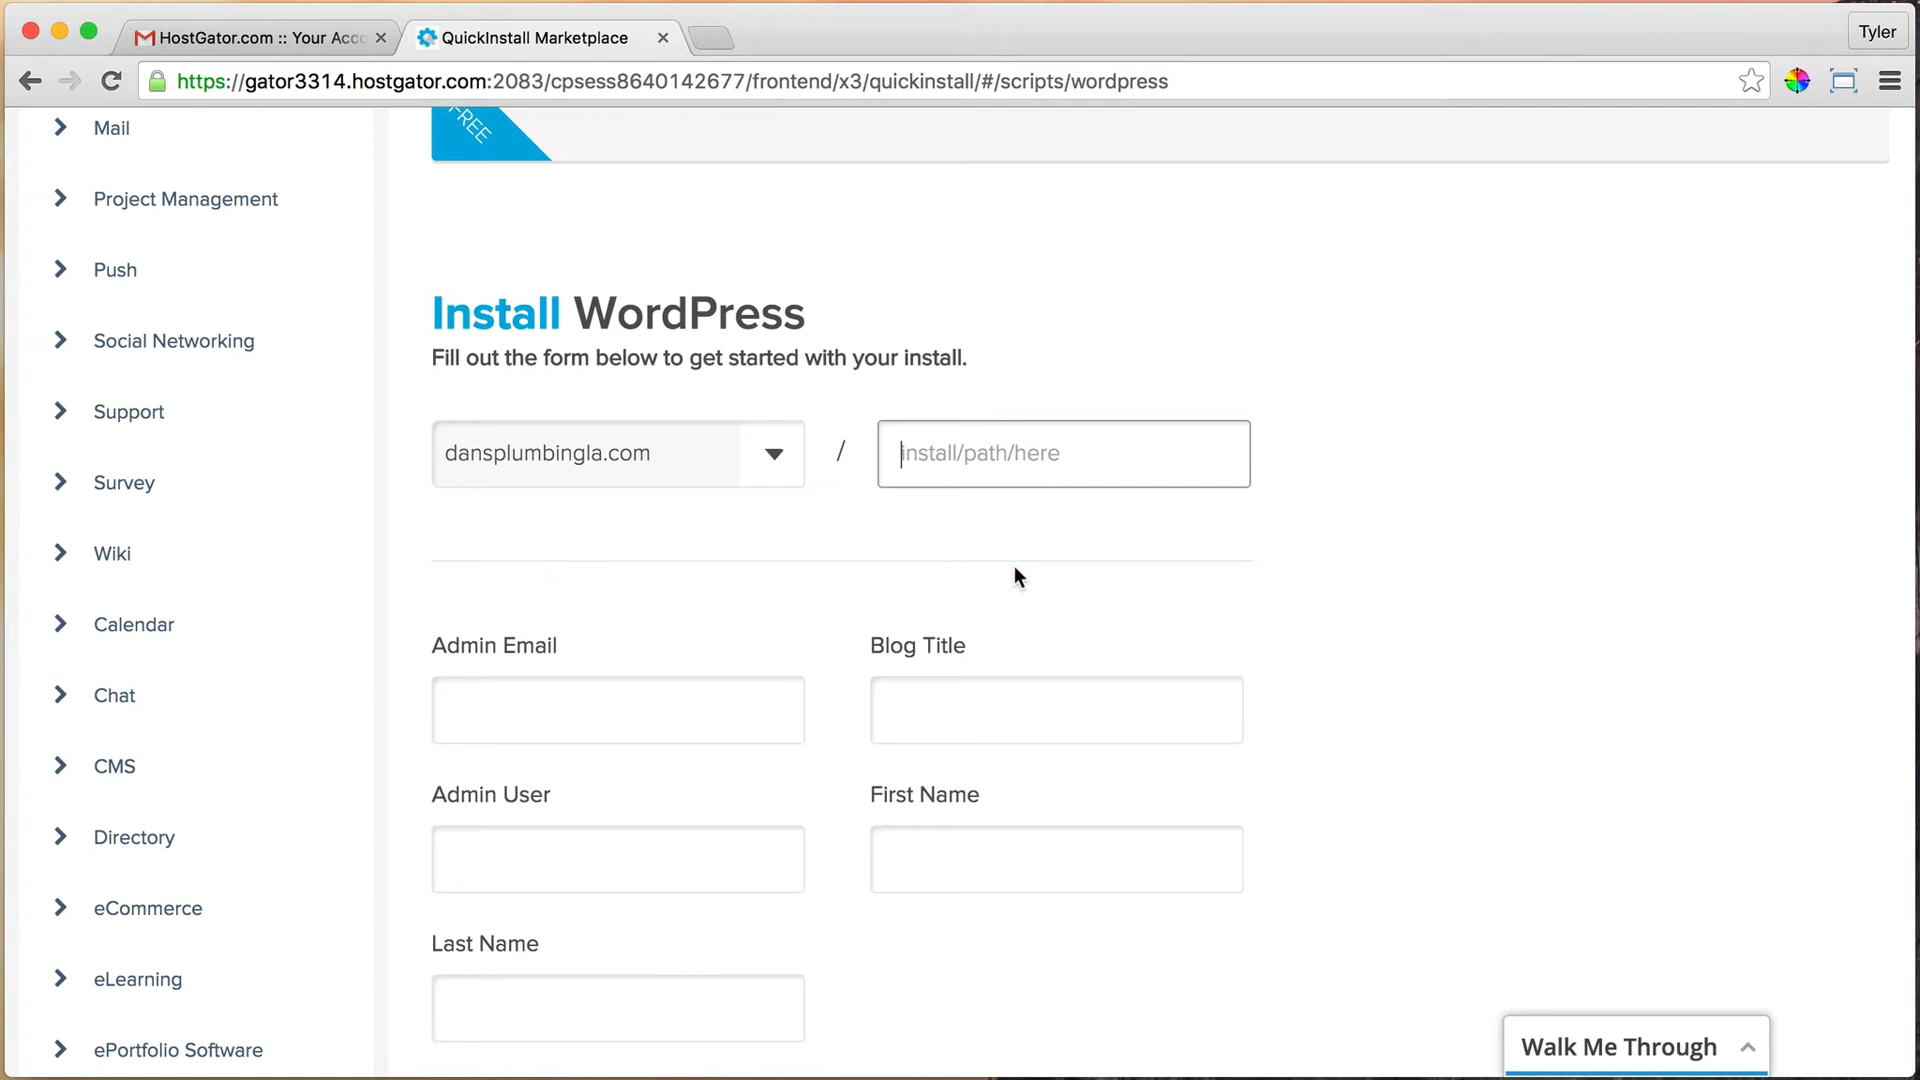 HostGator.com :: Your Acco
QuickInstall Marketplace
Tyler
https://gator3314.hostgator.com:2083/cpsess8640142677/frontend/x3/quickinstall/#/scripts/wordpress
FREE
Mail
Project Management
Push
Social Networking
Support
Survey
Wiki
Calendar
Chat
CMS
Directory
eCommerce
eLearning
ePortfolio Software
Install WordPress
Fill out the form below to get started with your install.
dansplumbingla.com / install/path/here
Admin Email
Blog Title
Admin User
First Name
Last Name
Walk Me Through